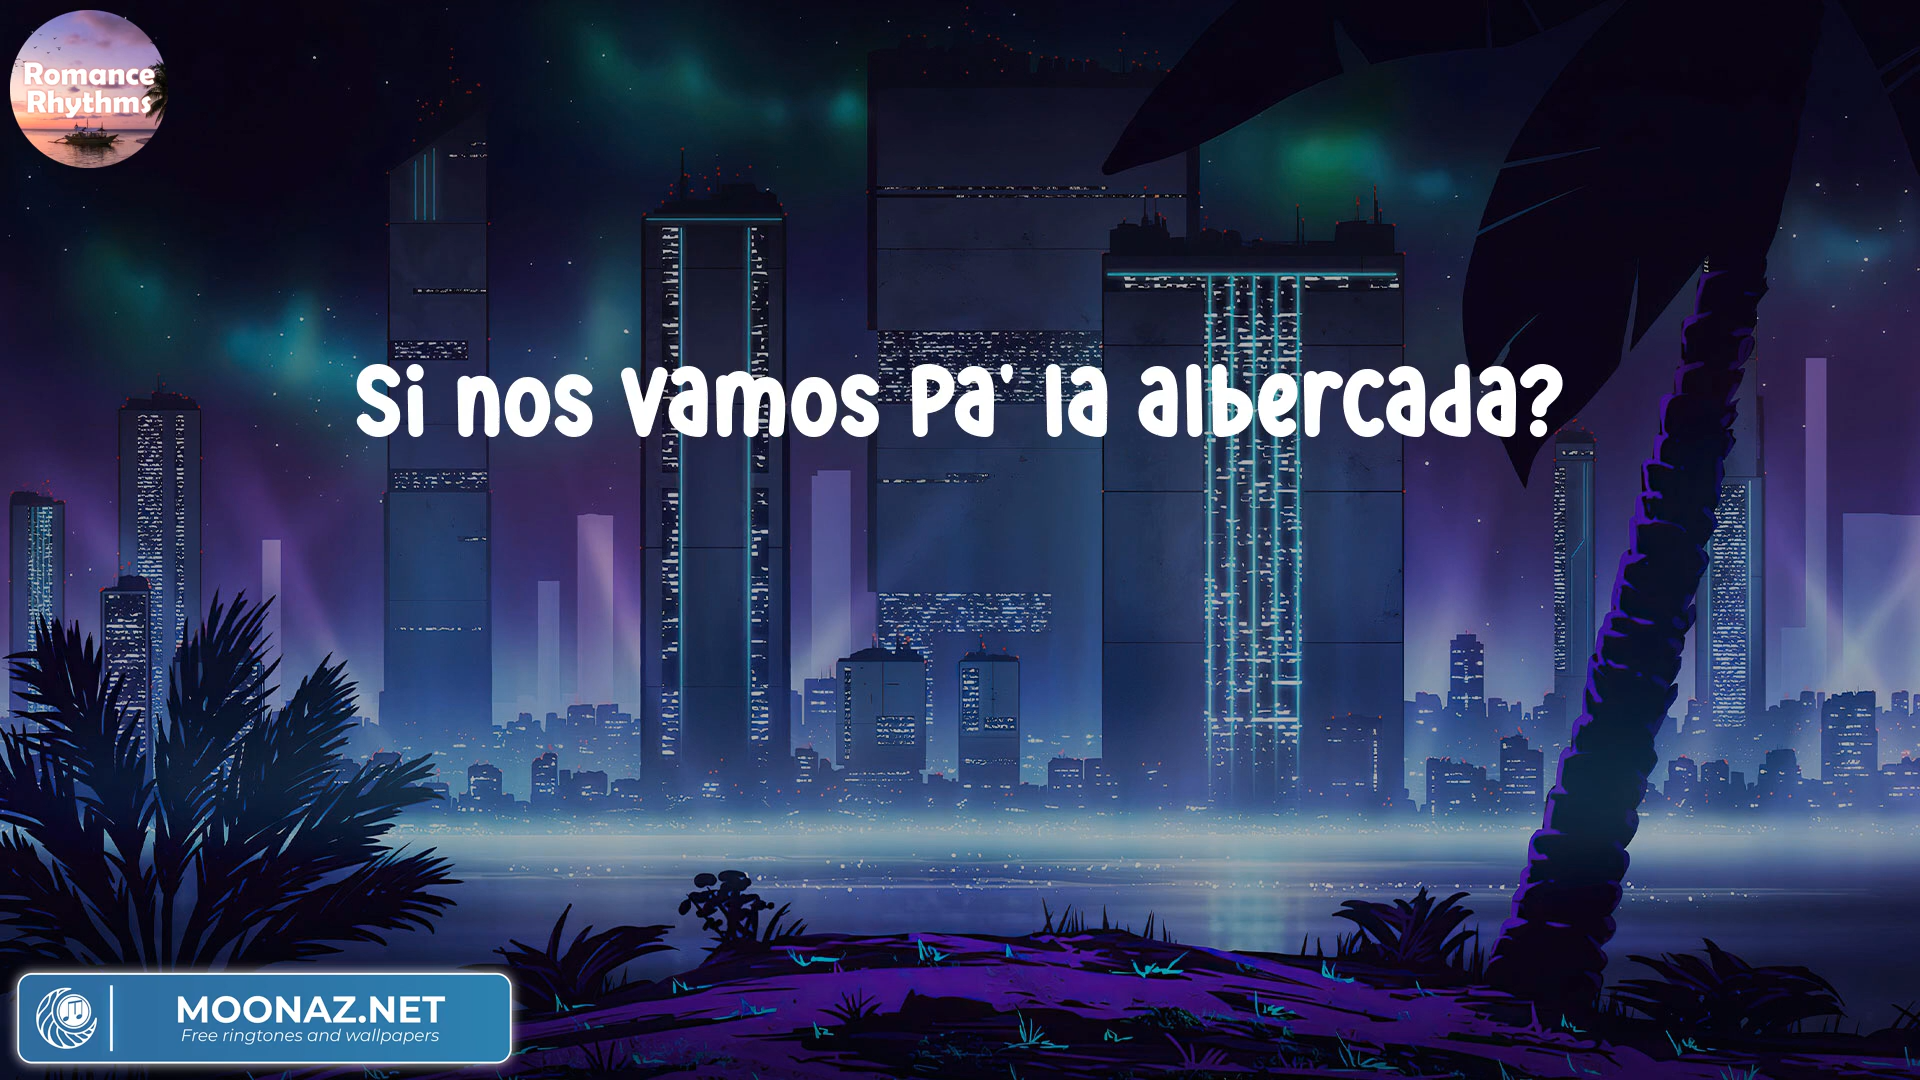 Romance
Rhythms
Si nos vamos Pa' la albercada?
MOONAZ.NET
Free ringtones and wallpapers